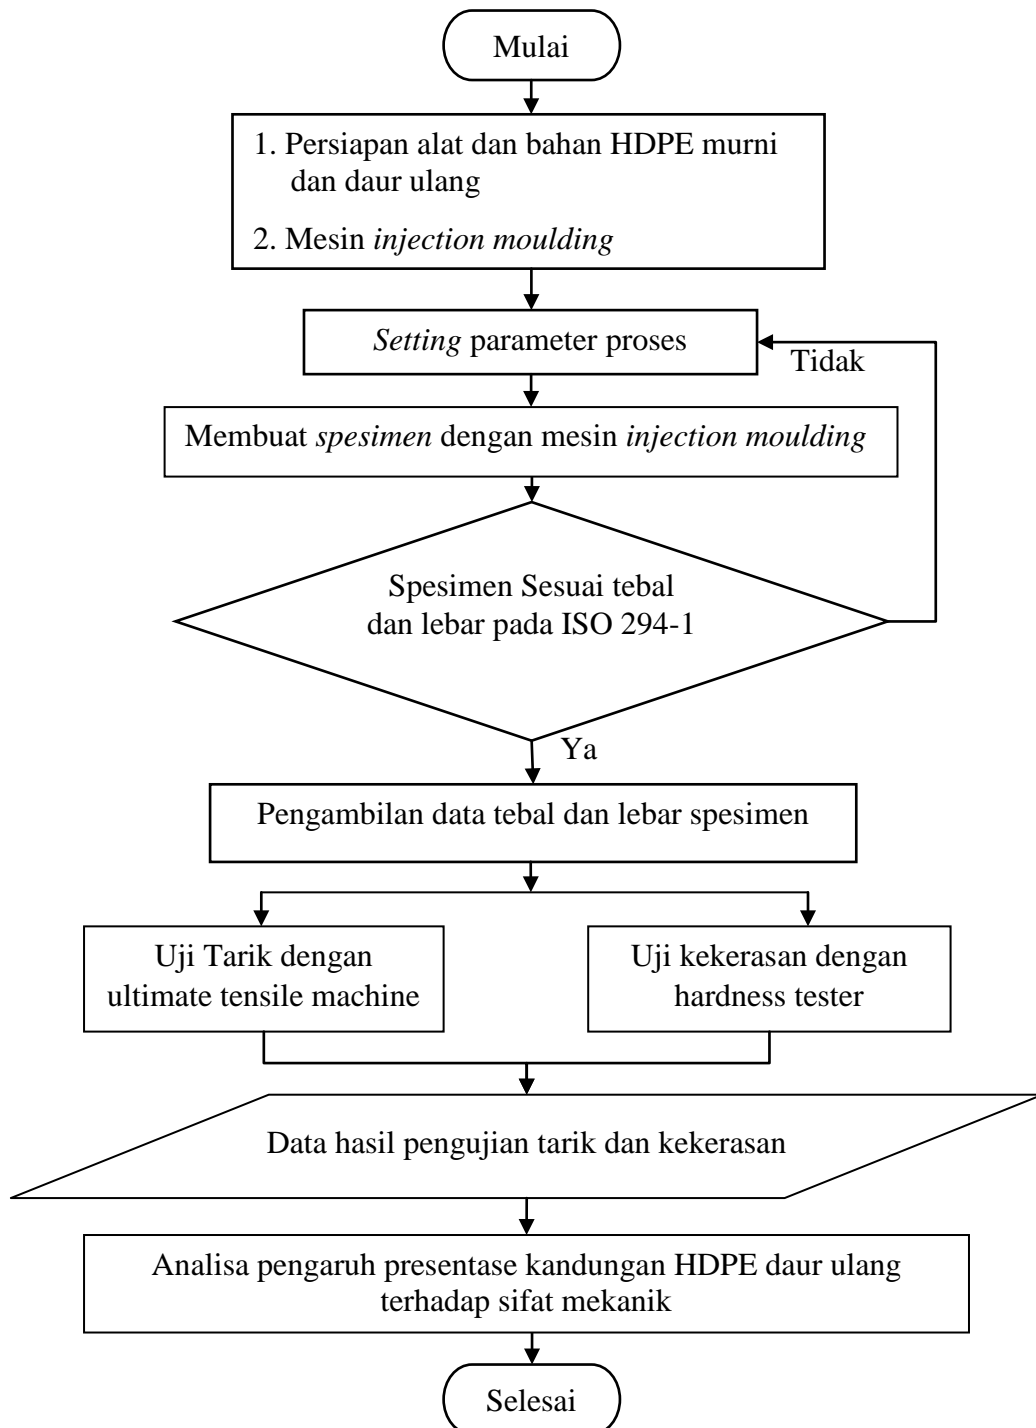 Mulai
1. Persiapan alat dan bahan HDPE murni
dan daur ulang
2. Mesin injection moulding
Setting parameter proses
Tidak
Membuat spesimen dengan mesin injection moulding
Spesimen Sesuai tebal
dan lebar pada ISO 294-1
Ya
Pengambilan data tebal dan lebar spesimen
Uji Tarik dengan
ultimate tensile machine
Uji kekerasan dengan
hardness tester
Data hasil pengujian tarik dan kekerasan
Analisa pengaruh presentase kandungan HDPE daur ulang
terhadap sifat mekanik
Selesai